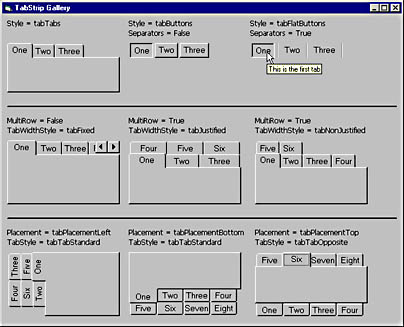 TabStrip Gallery
Style = tabTabs
Style = tabButtons
Separators = False
Style = tabFlatButtons
Separators = True
One Two Three
One Two Three
One Two Three
This is the first tab
MultiRow = False
TabWidthStyle = tabFixed
MultiRow = True
TabWidthStyle = tabJustified
MultiRow = True
TabWidthStyle = tabNonJustified
One Two Three
Four Five Six
One Two Three
Five Six
One Two Three Four
Placement = tabPlacementLeft
TabStyle = tabTabStandard
Placement = tabPlacementBottom
TabStyle = tabTabStandard
Placement = tabPlacementTop
TabStyle = tabTabOpposite
Three Five One
Four Six Two
One Two Three Four
Five Six Seven Eight
Five Six Seven Eight
One Two Three Four